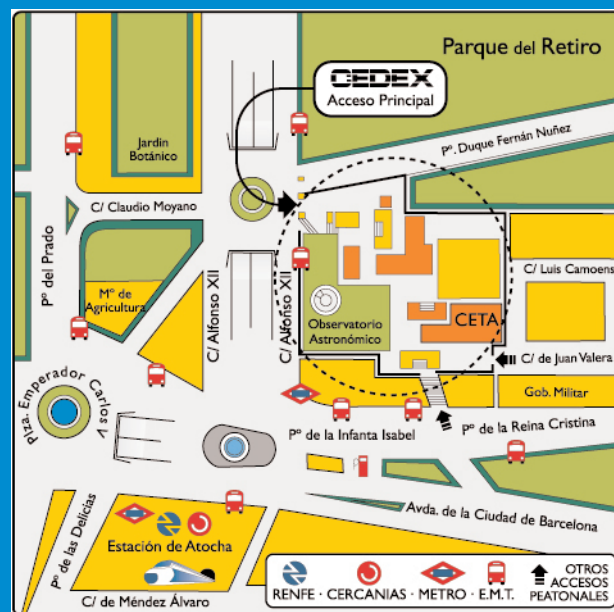 Parque del Retiro
CEDEX
Acceso Principal
Pº. Duque Fernán Nuñez
Jardin
Botánico
C/ Claudio Moyano
Pº del Prado
Mº de
Agricultura
C/ Alfonso XII
C/ Alfonso XII
Observatorio
Astronómico
CETA
C/ Luis Camoens
C/ de Juan Valera
Gob. Militar
Plza. Emperador Carlos V
Pº de la Infanta Isabel
Pº de la Reina Cristina
Avda. de la Ciudad de Barcelona
Pº de las Delicias
Estación de Atocha
C/ de Méndez Álvaro
RENFE · CERCANIAS · METRO · E.M.T.
OTROS
ACCESOS
PEATONALES